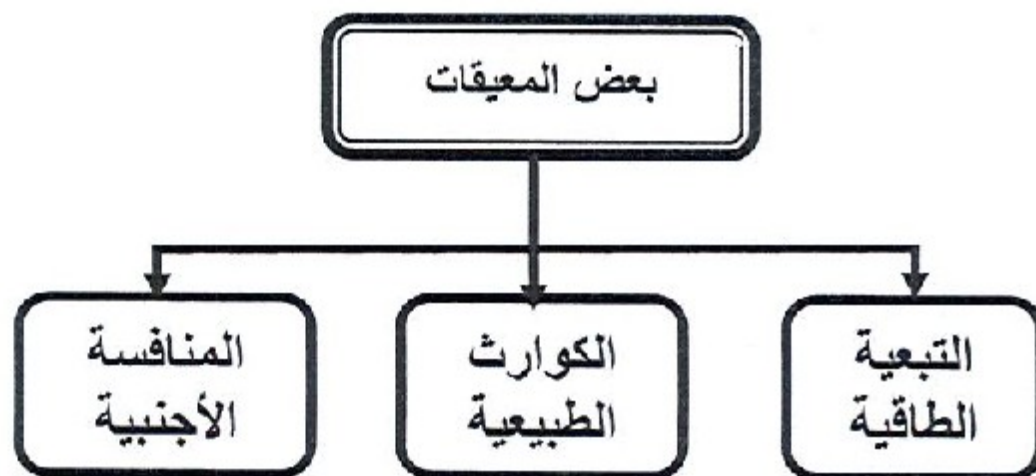 بعض المعيقات
التبعية
الطاقية
الكوارث
الطبيعية
المنافسة
الأجنبية